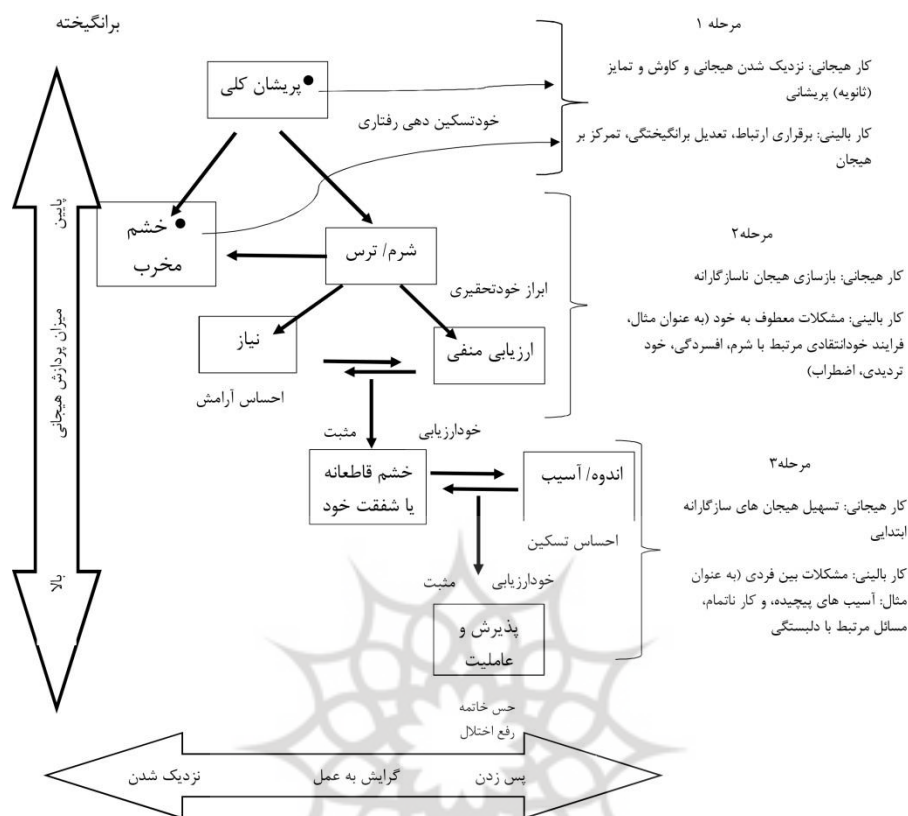 برانگیخته
پریشان کلی
خودتسکین دهی رفتاری
خشم
مخرب
شرم/ ترس
ابراز خودتحقیری
نیاز
ارزیابی منفی
احساس آرامش
مثبت
خودارزیابی
خشم قاطعانه
یا شفقت خود
اندوه/ آسیب
احساس تسکین
مثبت
خودارزیابی
پذیرش و
عاملیت
حس خاتمه
رفع اختلال
مرحله ۱
کار هیجانی: نزدیک شدن هیجانی و کاوش و تمایز
(ثانویه) پریشانی
کار بالینی: برقراری ارتباط، تعدیل برانگیختگی، تمرکز بر
هیجان
مرحله۲
کار هیجانی: بازسازی هیجان ناسازگارانه
کار بالینی: مشکلات معطوف به خود (به عنوان مثال،
فرایند خودانتقادی مرتبط با شرم، افسردگی، خود
تردیدی، اضطراب)
مرحله۳
کار هیجانی: تسهیل هیجان های سازگارانه
ابتدایی
کار بالینی: مشکلات بین فردی (به عنوان
مثال: آسیب های پیچیده، و کار ناتمام،
مسائل مرتبط با دلبستگی
پایین
میزان پردازش هیجانی
بالا
پس زدن
گرایش به عمل
نزدیک شدن